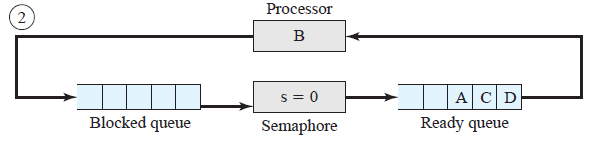 2
Processor
B
s = 0
A C D
Blocked queue
Semaphore
Ready queue